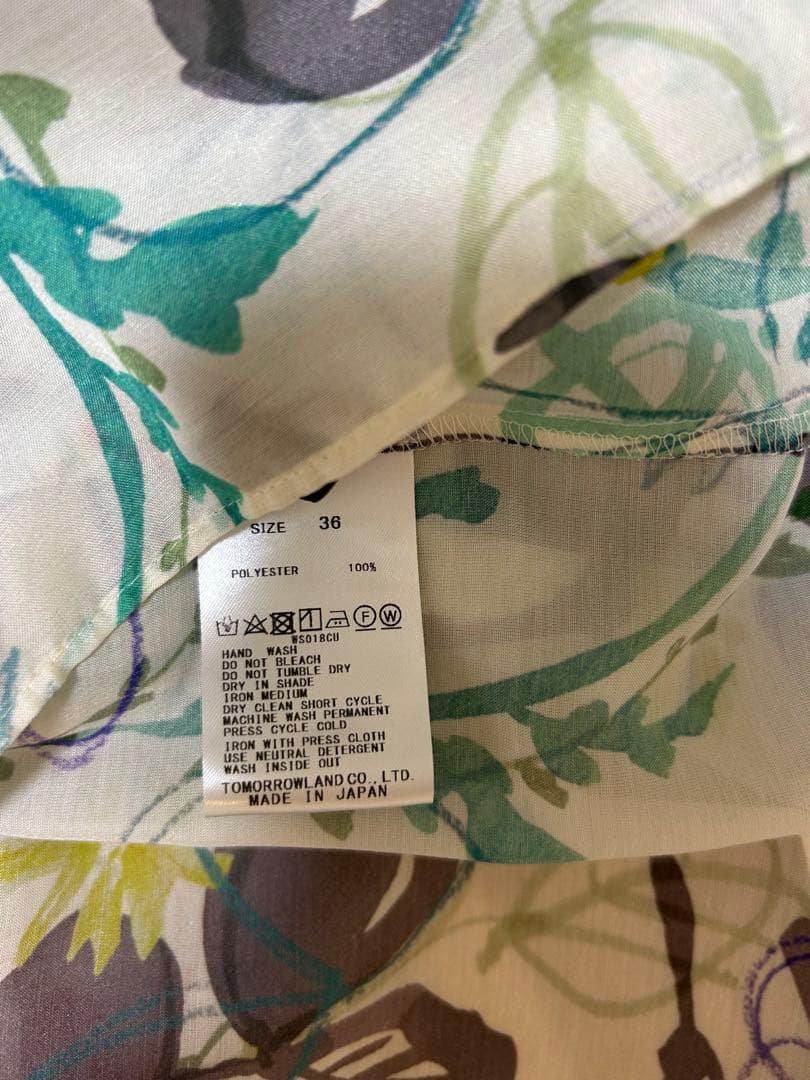 SIZE 36
POLYESTER 100%
F W
WS018CU
HAND WASH
DO NOT BLEACH
DO NOT TUMBLE DRY
DRY IN SHADE
IRON MEDIUM
DRY CLEAN SHORT CYCLE
MACHINE WASH PERMANENT
PRESS CYCLE COLD
IRON WITH PRESS CLOTH
USE NEUTRAL DETERGENT
WASH INSIDE OUT
TOMORROWLAND CO., LTD.
MADE IN JAPAN